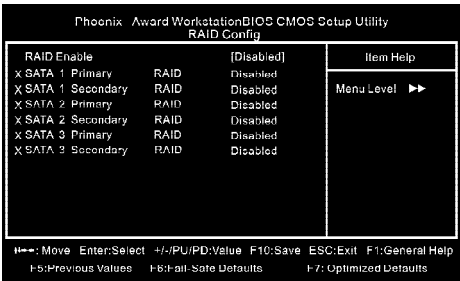 Phoenix - Award WorkstationBIOS CMOS Setup Utility
RAID Config
RAID Enable [Disabled]
X SATA 1 Primary RAID Disabled
X SATA 1 Secondary RAID Disabled
X SATA 2 Primary RAID Disabled
X SATA 2 Secondary RAID Disabled
X SATA 3 Primary RAID Disabled
X SATA 3 Secondary RAID Disabled
Item Help
Menu Level ▶▶
: Move Enter:Select +/-/PU/PD:Value F10:Save ESC:Exit F1:General Help
F5:Previous Values F6:Fail-Safe Defaults F7: Optimized Defaults